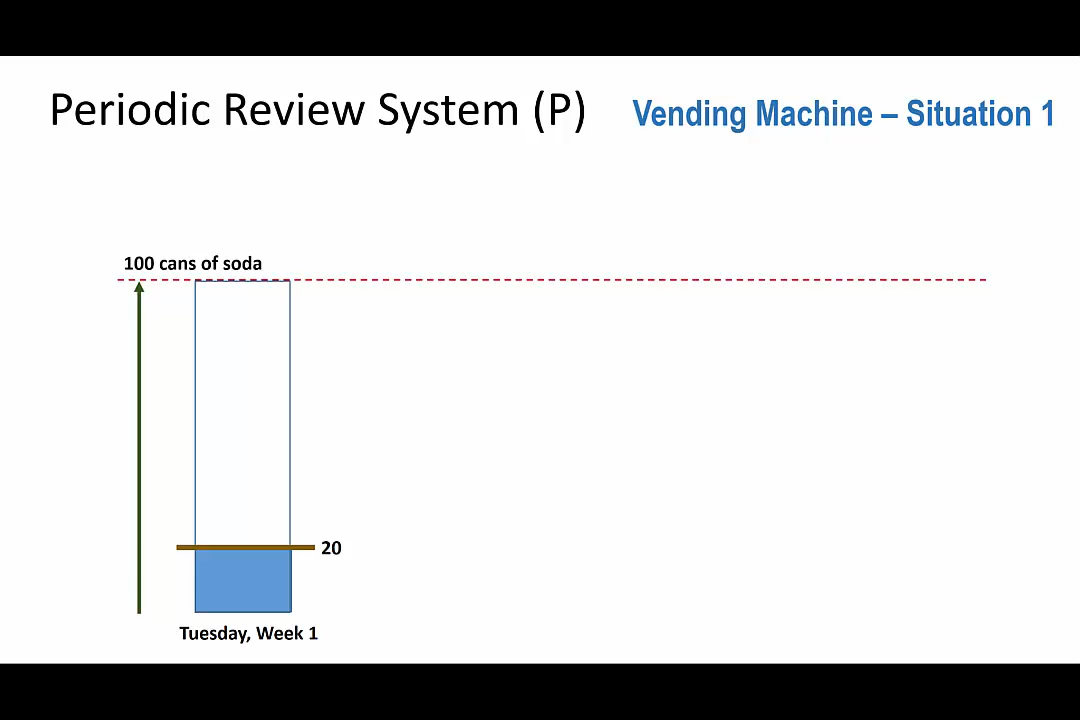 Periodic Review System (P)
Vending Machine – Situation 1
100 cans of soda
20
Tuesday, Week 1